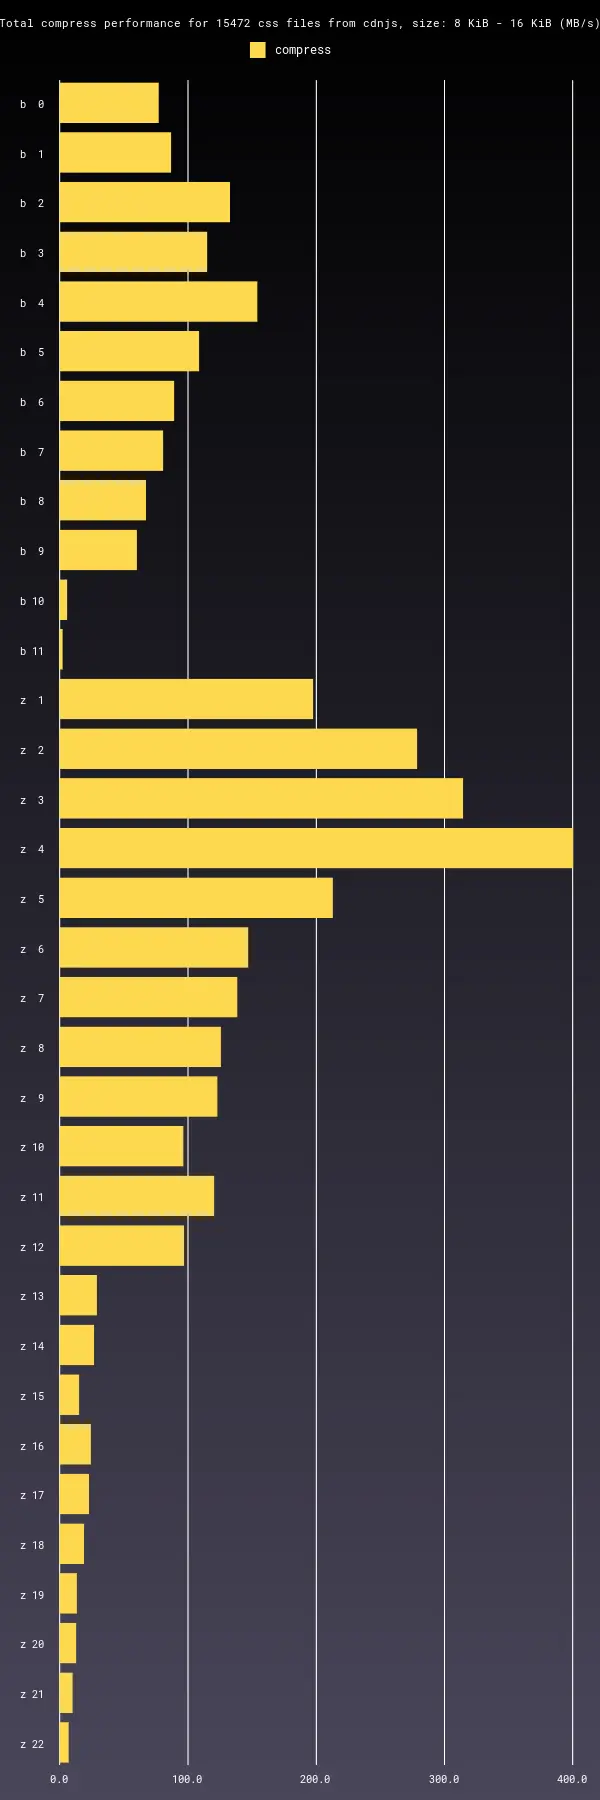 Total compress performance for 15472 css files from cdnjs, size: 8 KiB - 16 KiB (MB/s)
compress
b 0
b 1
b 2
b 3
b 4
b 5
b 6
b 7
b 8
b 9
b 10
b 11
z 1
z 2
z 3
z 4
z 5
z 6
z 7
z 8
z 9
z 10
z 11
z 12
z 13
z 14
z 15
z 16
z 17
z 18
z 19
z 20
z 21
z 22
0.0 100.0 200.0 300.0 400.0